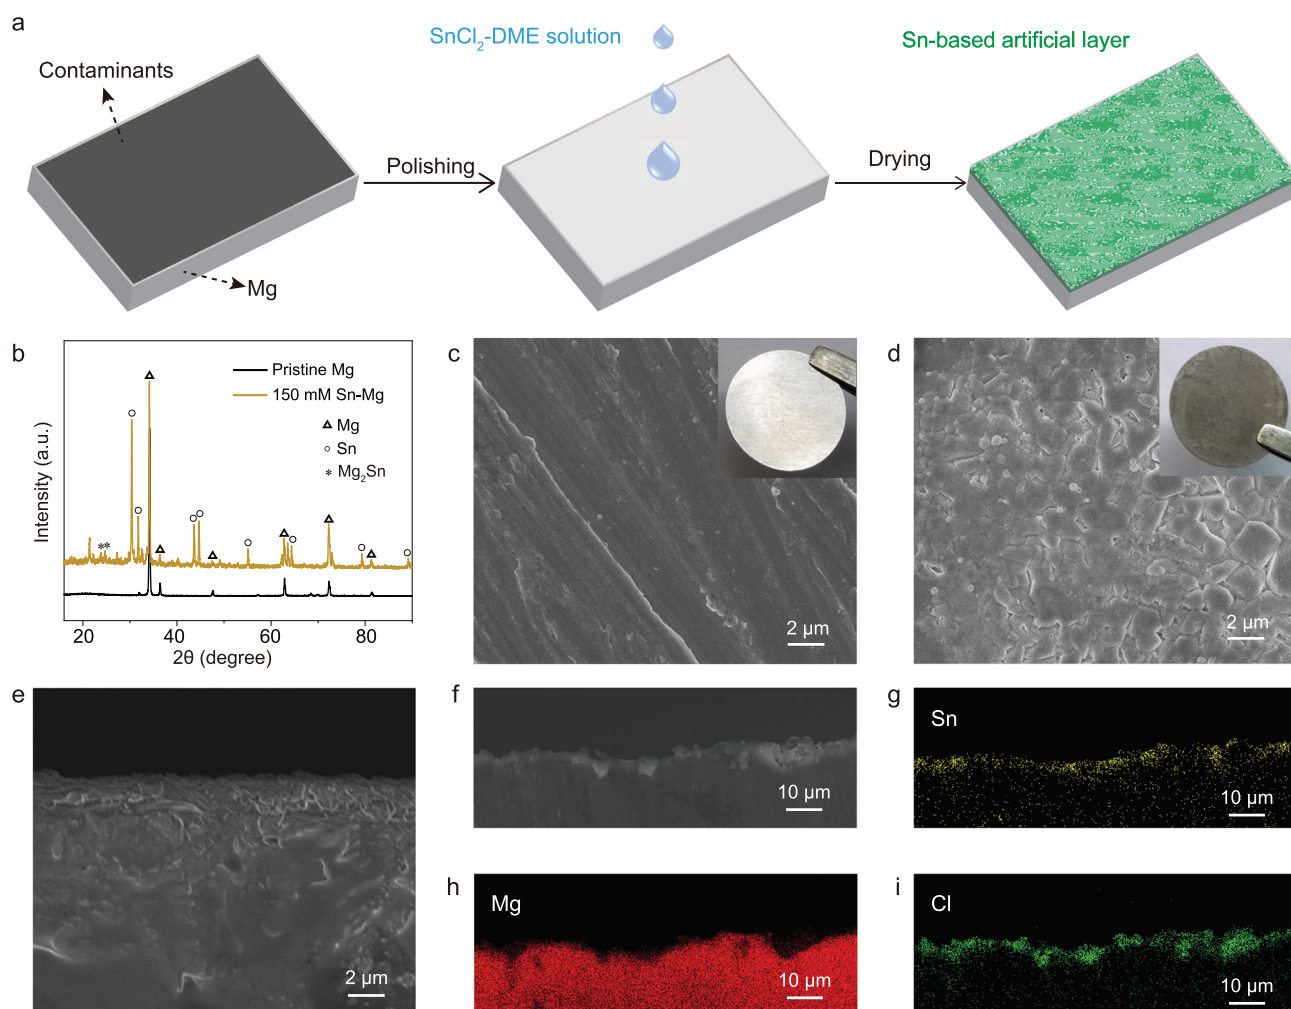 a
SnCl₂-DME solution
Sn-based artificial layer
Contaminants
Polishing
Drying
Mg
b
Pristine Mg
150 mM Sn-Mg
Mg
Sn
Mg₂Sn
Intensity (a.u.)
20 40 60 80
2θ (degree)
c
2 µm
d
2 µm
e
2 µm
f
10 µm
g
Sn
10 µm
h
Mg
10 µm
i
Cl
10 µm